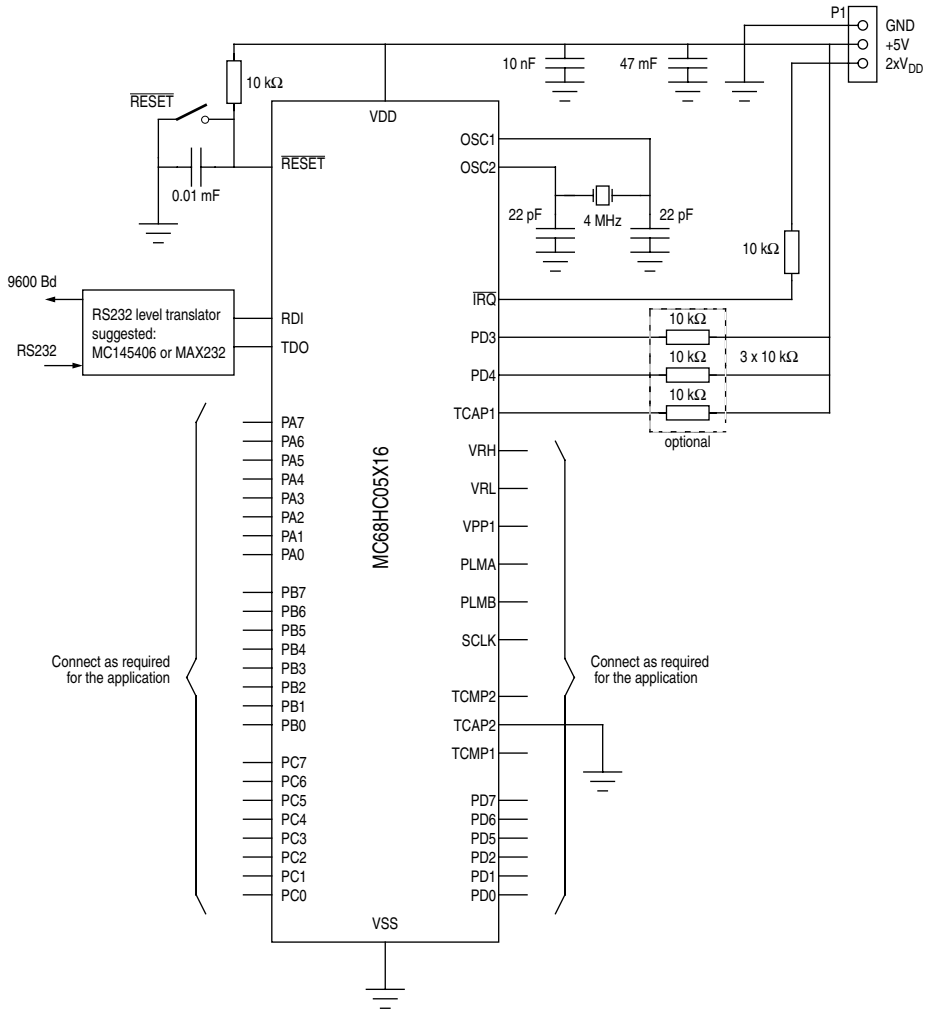 P1
GND
+5V
2xVDD
10 nF
47 mF
10 kΩ
RESET
VDD
OSC1
RESET
OSC2
0.01 mF
22 pF
4 MHz
22 pF
10 kΩ
9600 Bd
IRQ
RS232 level translator
suggested:
MC145406 or MAX232
RDI
10 kΩ
PD3
RS232
TDO
10 kΩ
3 x 10 kΩ
PD4
10 kΩ
TCAP1
optional
PA7
PA6
PA5
PA4
PA3
PA2
PA1
PA0
PB7
PB6
PB5
PB4
PB3
PB2
PB1
PB0
PC7
PC6
PC5
PC4
PC3
PC2
PC1
PC0
Connect as required
for the application
MC68HC05X16
VRH
VRL
VPP1
PLMA
PLMB
SCLK
TCMP2
TCAP2
TCMP1
PD7
PD6
PD5
PD2
PD1
PD0
Connect as required
for the application
VSS